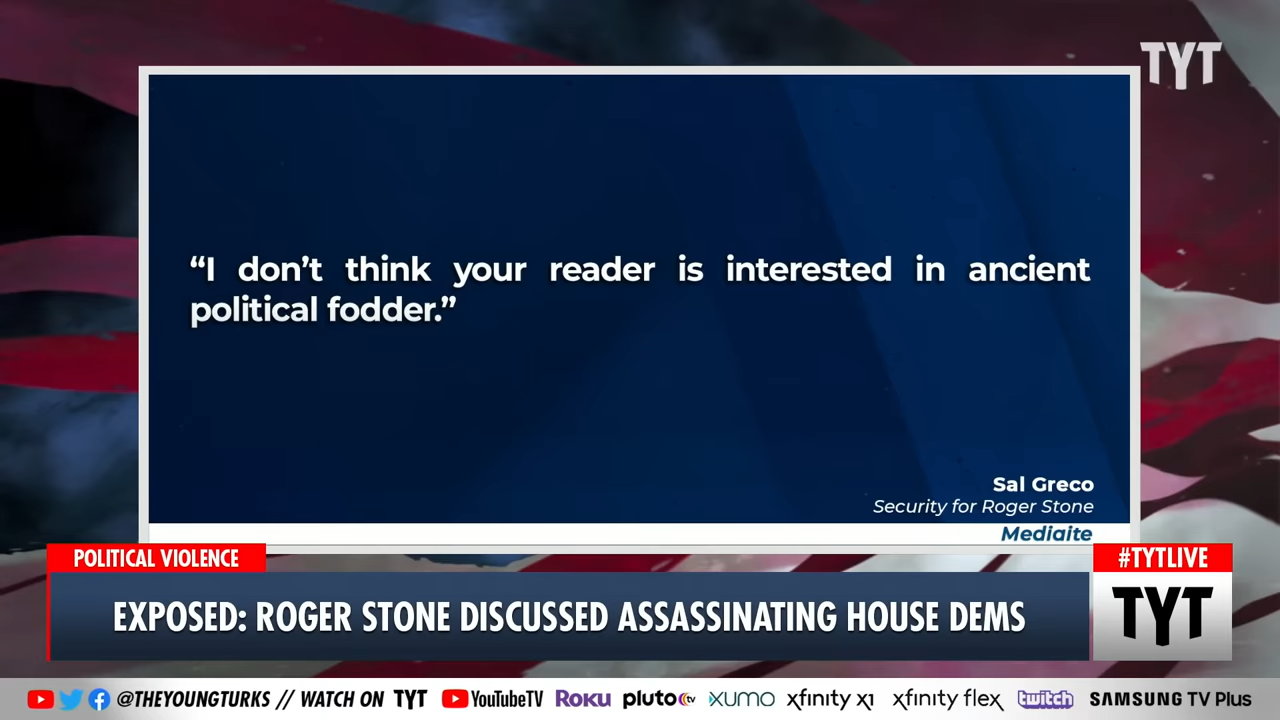 TYT
“I don’t think your reader is interested in ancient
political fodder.”
Sal Greco
Security for Roger Stone
Mediaite
POLITICAL VIOLENCE
#TYTLIVE
EXPOSED: ROGER STONE DISCUSSED ASSASSINATING HOUSE DEMS
TYT
@THEYOUNGTURKS // WATCH ON TYT YouTubeTV ROKU pluto tv xumo xfinity x1 xfinity flex twitch SAMSUNG TV Plus